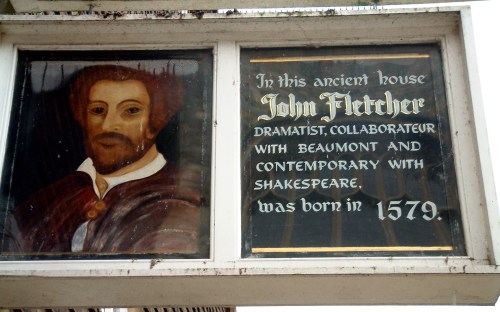 In this ancient house
John Fletcher
DRAMATIST, COLLABORATEUR
WITH BEAUMONT AND
CONTEMPORARY WITH
SHAKESPEARE,
was born in 1579.